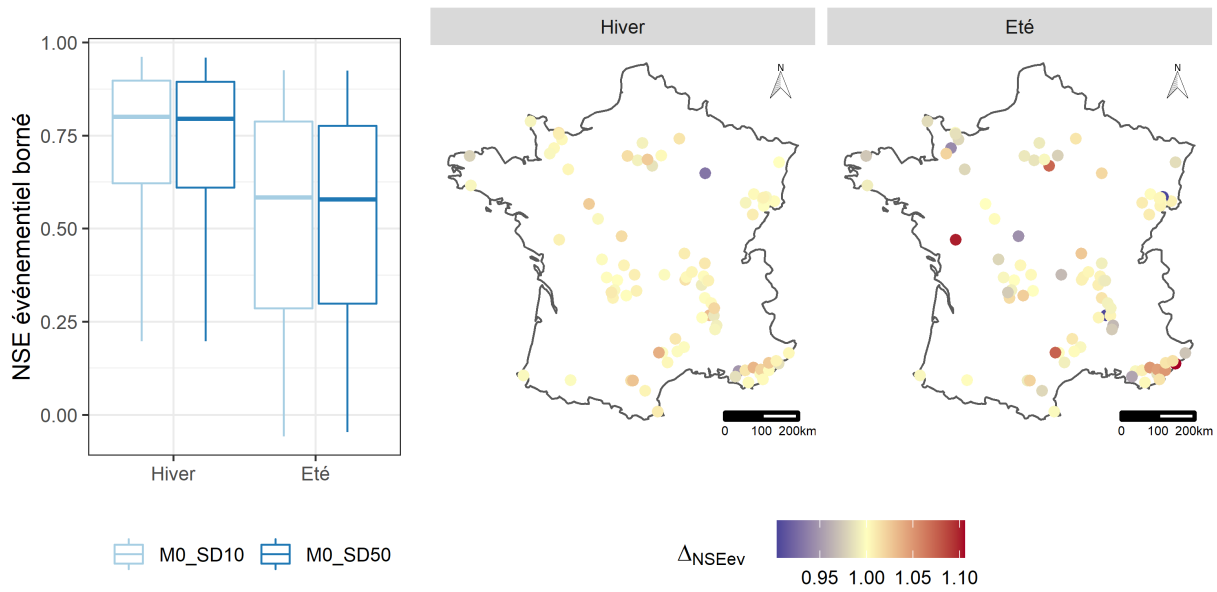 NSE événementiel borné
1.00
0.75
0.50
0.25
0.00
Hiver
Eté
M0_SD10
M0_SD50
Hiver
N
0 100 200km
Eté
N
0 100 200km
ΔNSEev
0.95 1.00 1.05 1.10